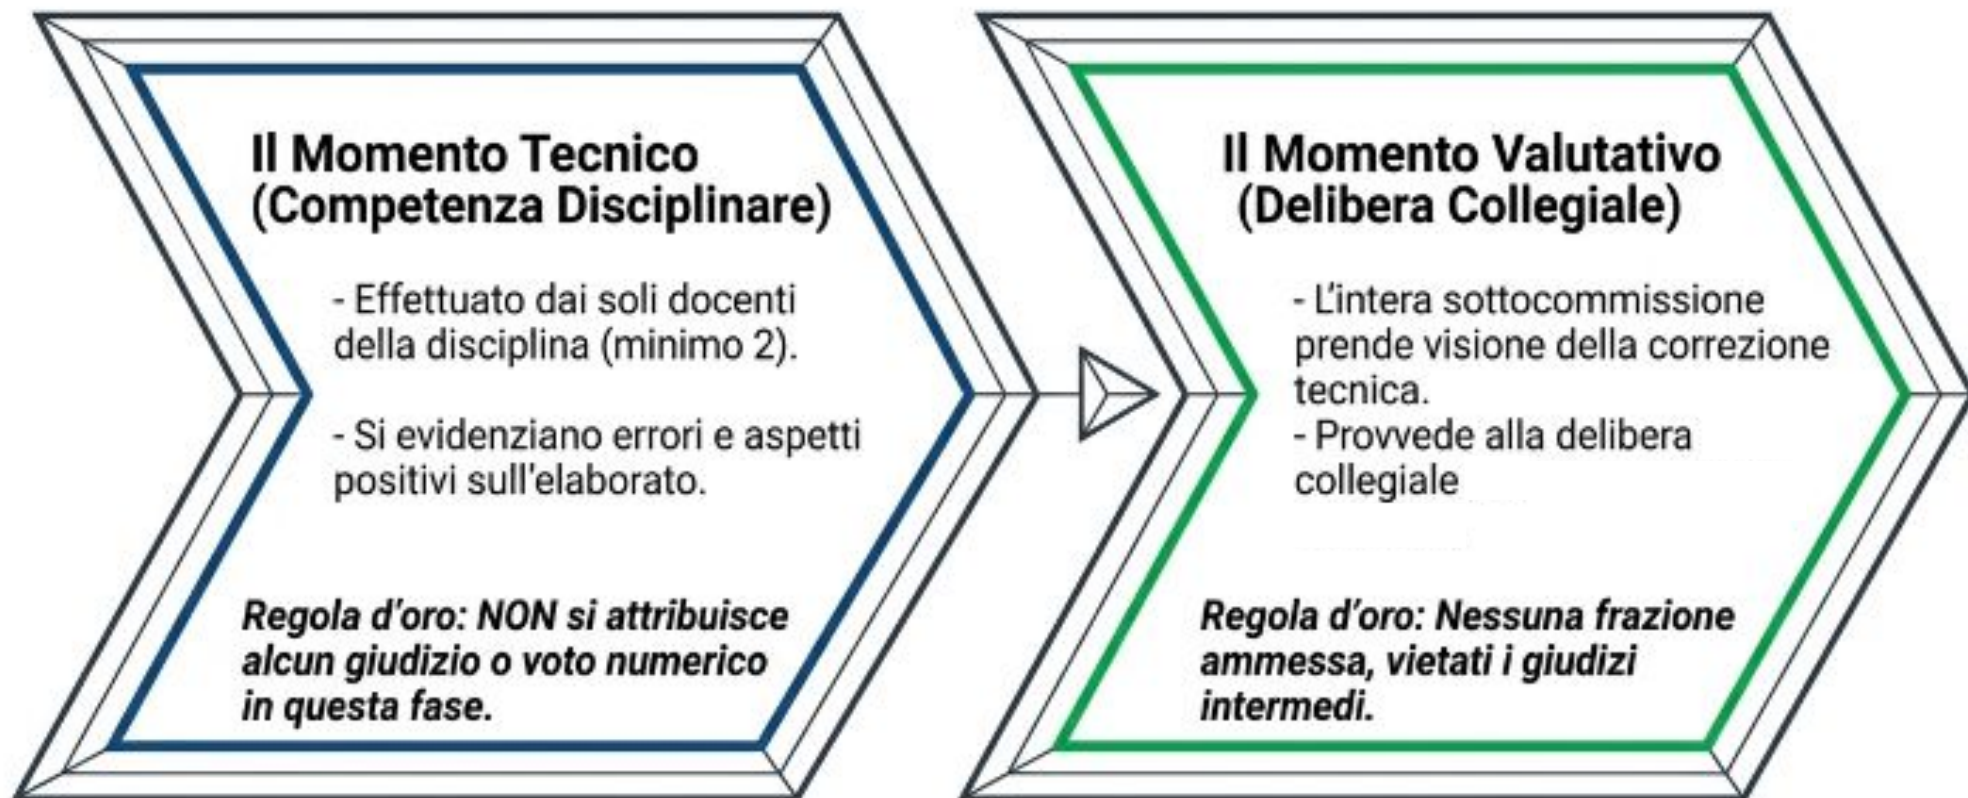 Il Momento Tecnico
(Competenza Disciplinare)
- Effettuato dai soli docenti
della disciplina (minimo 2).
- Si evidenziano errori e aspetti
positivi sull'elaborato.
Regola d'oro: NON si attribuisce
alcun giudizio o voto numerico
in questa fase.
Il Momento Valutativo
(Delibera Collegiale)
- L'intera sottocommissione
prende visione della correzione
tecnica.
- Provvede alla delibera
collegiale
Regola d'oro: Nessuna frazione
ammessa, vietati i giudizi
intermedi.